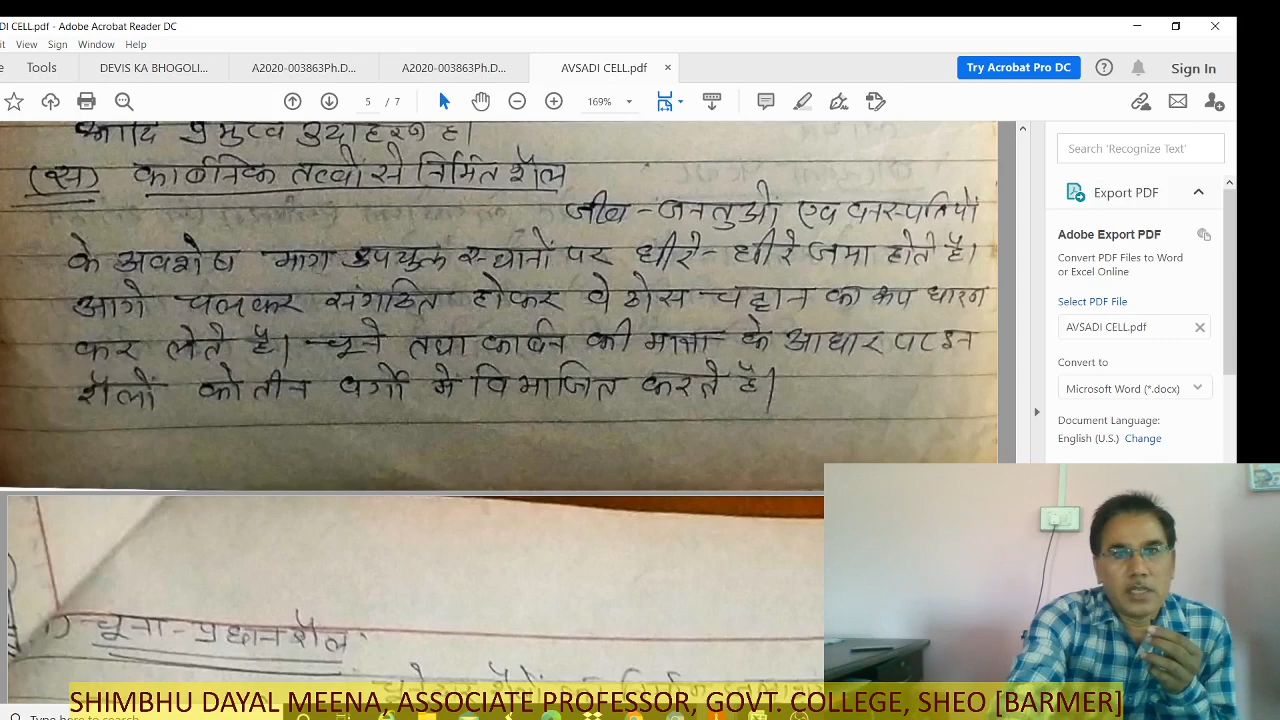 DI CELL.pdf - Adobe Acrobat Reader DC
it View Sign Window Help
e Tools DEVIS KA BHOGOLI... A2020-003863Ph.D... A2020-003863Ph.D... AVSADI CELL.pdf × Try Acrobat Pro DC Sign In
5 / 7 169%
आदि प्रमुख उदाहरण है।
(स) कार्बनिक तत्वों से निर्मित शैल
जीव-जन्तुओं एव वनस्पतियों
के अवशेष भाग उपयुक्त स्थानों पर धीरे-धीरे जमा होते है।
आगे चलकर संगठित होकर वे ठोस चट्टान का रूप धारण
कर लेते है। चूने तथा कार्बन की मात्रा के आधार पर इन
शैलों को तीन वर्गों मे विभाजित करते है।
चूना-प्रधान शैल
Search 'Recognize Text'
Export PDF
Adobe Export PDF
Convert PDF Files to Word
or Excel Online
Select PDF File
AVSADI CELL.pdf ×
Convert to
Microsoft Word (*.docx)
Document Language:
English (U.S.) Change
SHIMBHU DAYAL MEENA, ASSOCIATE PROFESSOR, GOVT. COLLEGE, SHEO [BARMER]